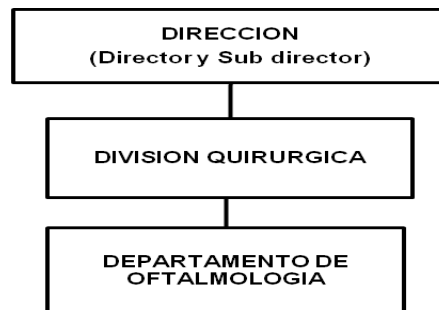 DIRECCION
(Director y Sub director)
DIVISION QUIRURGICA
DEPARTAMENTO DE
OFTALMOLOGIA